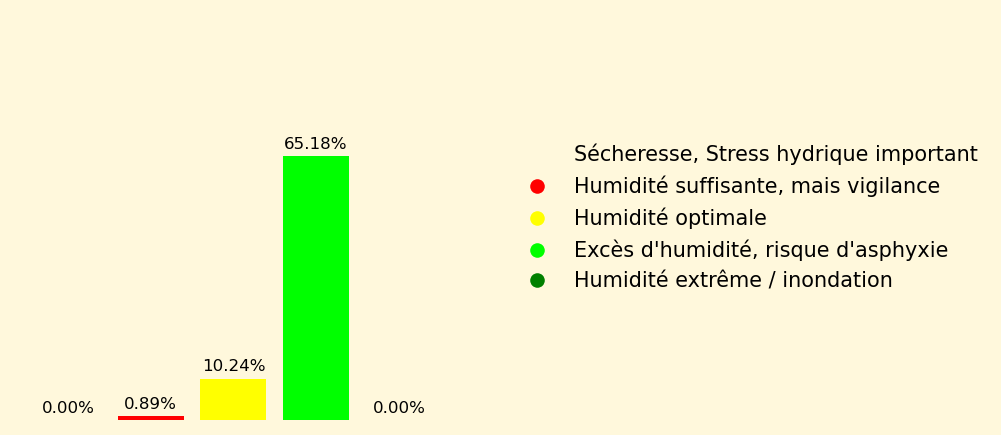 65.18%
10.24%
0.89%
0.00%
0.00%
Sécheresse, Stress hydrique important
Humidité suffisante, mais vigilance
Humidité optimale
Excès d'humidité, risque d'asphyxie
Humidité extrême / inondation